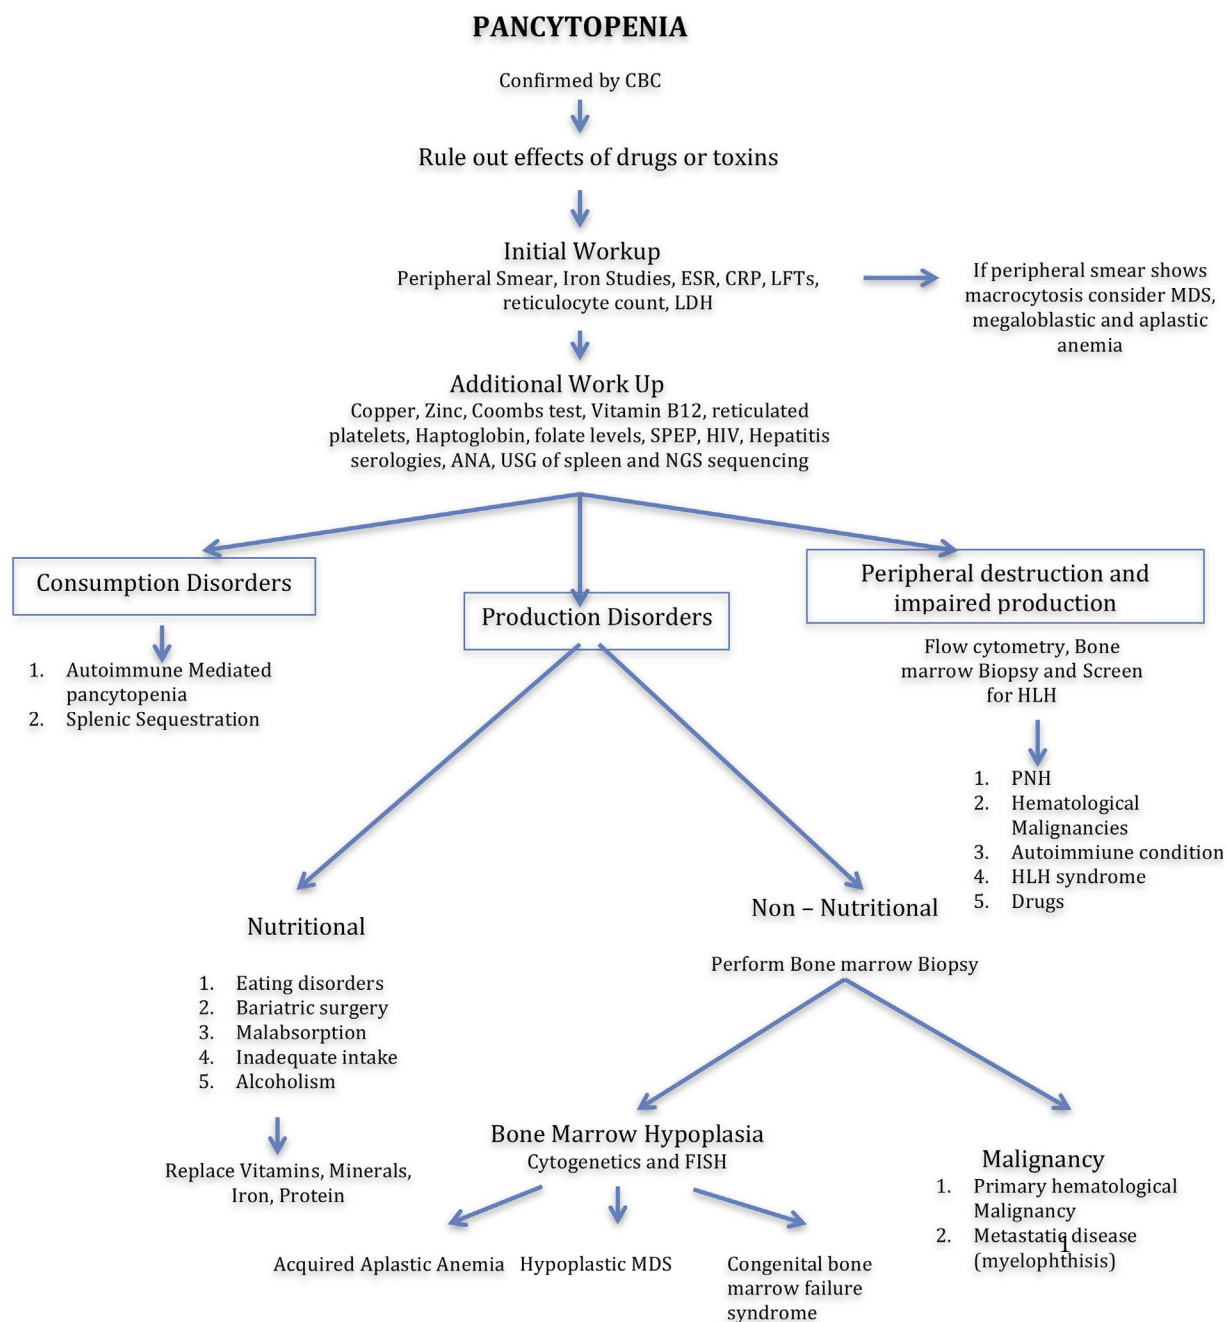 PANCYTOPENIA
Confirmed by CBC
Rule out effects of drugs or toxins
Initial Workup
Peripheral Smear, Iron Studies, ESR, CRP, LFTs,
reticulocyte count, LDH
If peripheral smear shows
macrocytosis consider MDS,
megaloblastic and aplastic
anemia
Additional Work Up
Copper, Zinc, Coombs test, Vitamin B12, reticulated
platelets, Haptoglobin, folate levels, SPEP, HIV, Hepatitis
serologies, ANA, USG of spleen and NGS sequencing
Consumption Disorders
1. Autoimmune Mediated
pancytopenia
2. Splenic Sequestration
Production Disorders
Peripheral destruction and
impaired production
Flow cytometry, Bone
marrow Biopsy and Screen
for HLH
1. PNH
2. Hematological
Malignancies
3. Autoimmiune condition
4. HLH syndrome
5. Drugs
Nutritional
1. Eating disorders
2. Bariatric surgery
3. Malabsorption
4. Inadequate intake
5. Alcoholism
Replace Vitamins, Minerals,
Iron, Protein
Non – Nutritional
Perform Bone marrow Biopsy
Bone Marrow Hypoplasia
Cytogenetics and FISH
Acquired Aplastic Anemia
Hypoplastic MDS
Congenital bone
marrow failure
syndrome
Malignancy
1. Primary hematological
Malignancy
2. Metastatic disease
(myelophthisis)
1